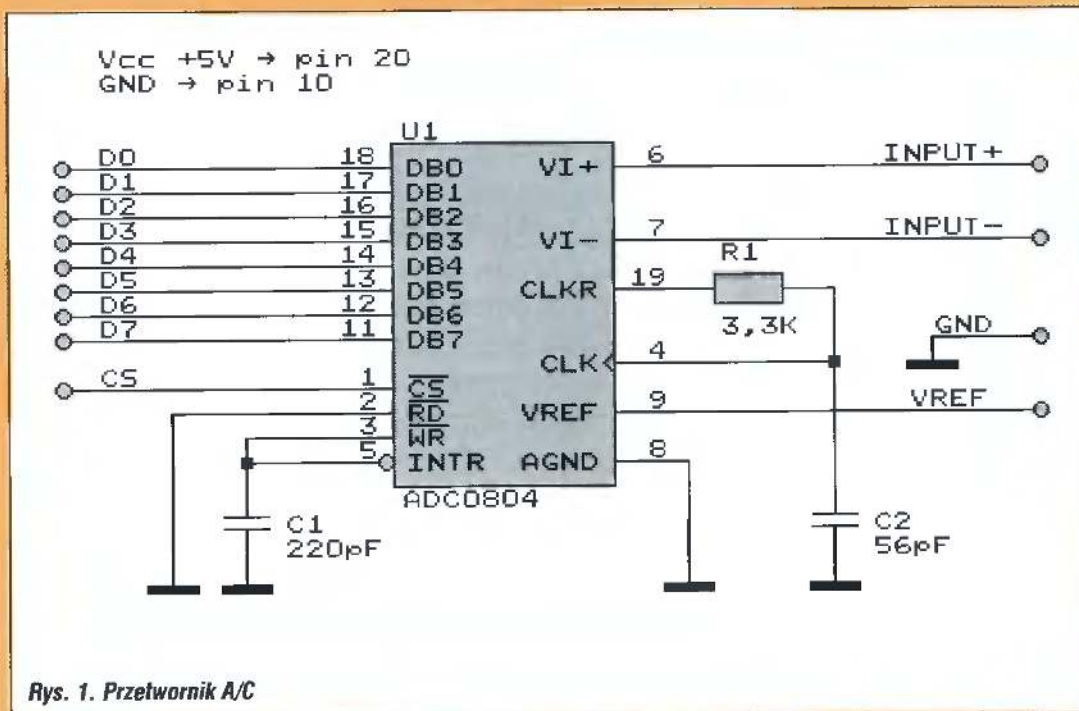 Vcc +5V → pin 20
GND → pin 10
U1
D0 18 DB0 VI+ 6 INPUT+
D1 17 DB1
D2 16 DB2
D3 15 DB3 VI- 7 INPUT-
D4 14 DB4
D5 13 DB5 CLKR 19 R1
D6 12 DB6 3,3K
D7 11 DB7 GND
CLK 4
CS 1 C̅S̅
2 R̅D̅ VREF 9 VREF
3 W̅R̅
5 INTR AGND 8
ADC0804
C1
220pF
C2
56pF
Rys. 1. Przetwornik A/C